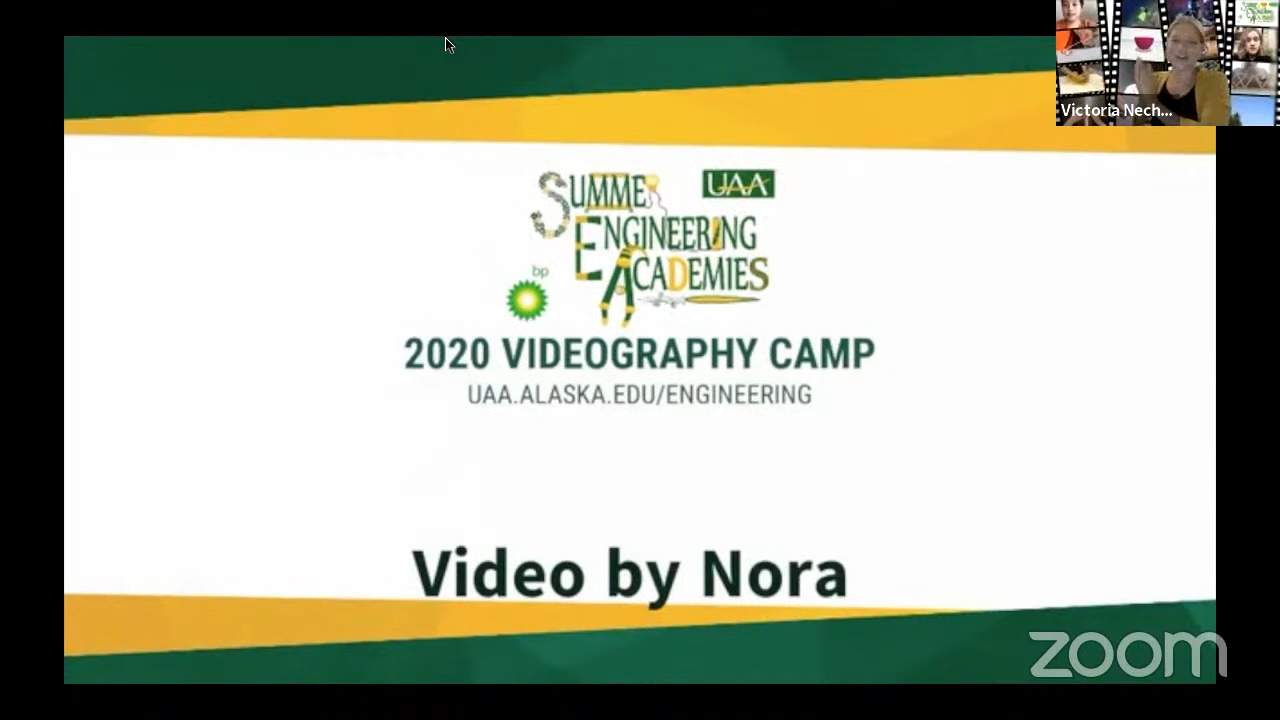 Victoria Nech...
SUMMER
UAA
ENGINEERING
ACADEMIES
bp
2020 VIDEOGRAPHY CAMP
UAA.ALASKA.EDU/ENGINEERING
Video by Nora
zoom